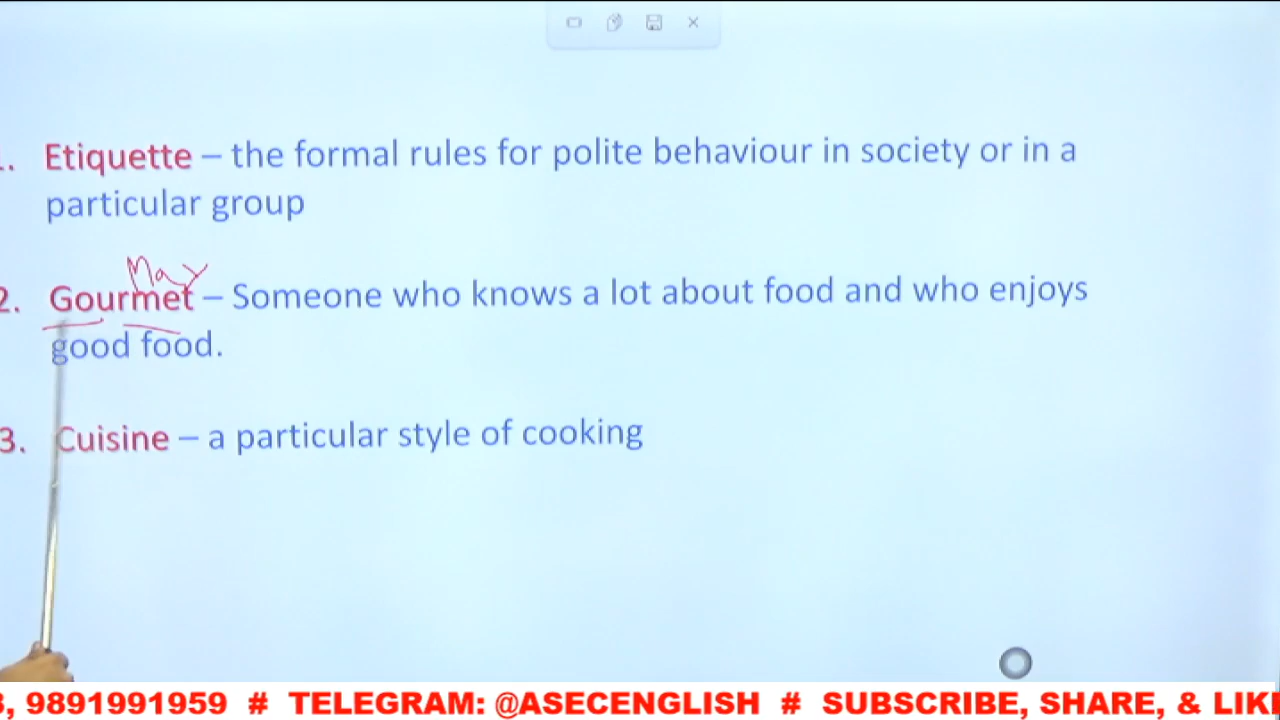 1. Etiquette – the formal rules for polite behaviour in society or in a
particular group
May
2. Gourmet – Someone who knows a lot about food and who enjoys
good food.
3. Cuisine – a particular style of cooking
3, 9891991959 # TELEGRAM: @ASECENGLISH # SUBSCRIBE, SHARE, &